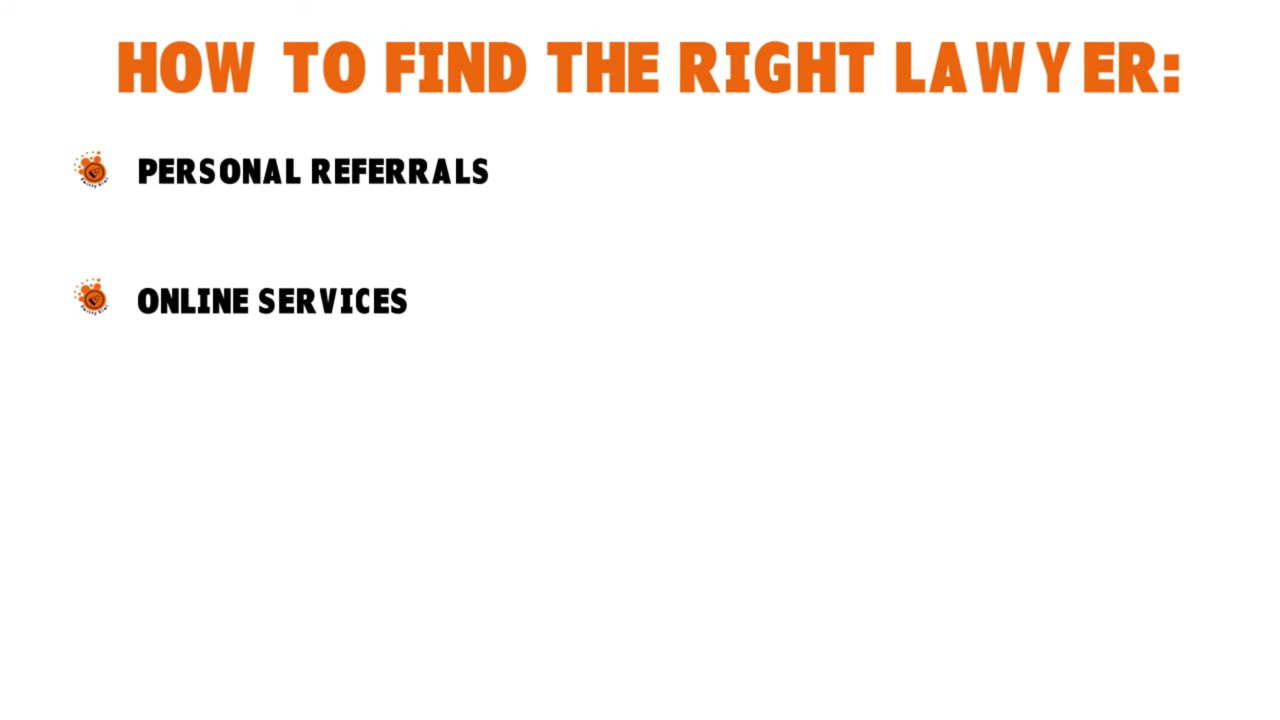 HOW TO FIND THE RIGHT LAWYER:
PERSONAL REFERRALS
ONLINE SERVICES